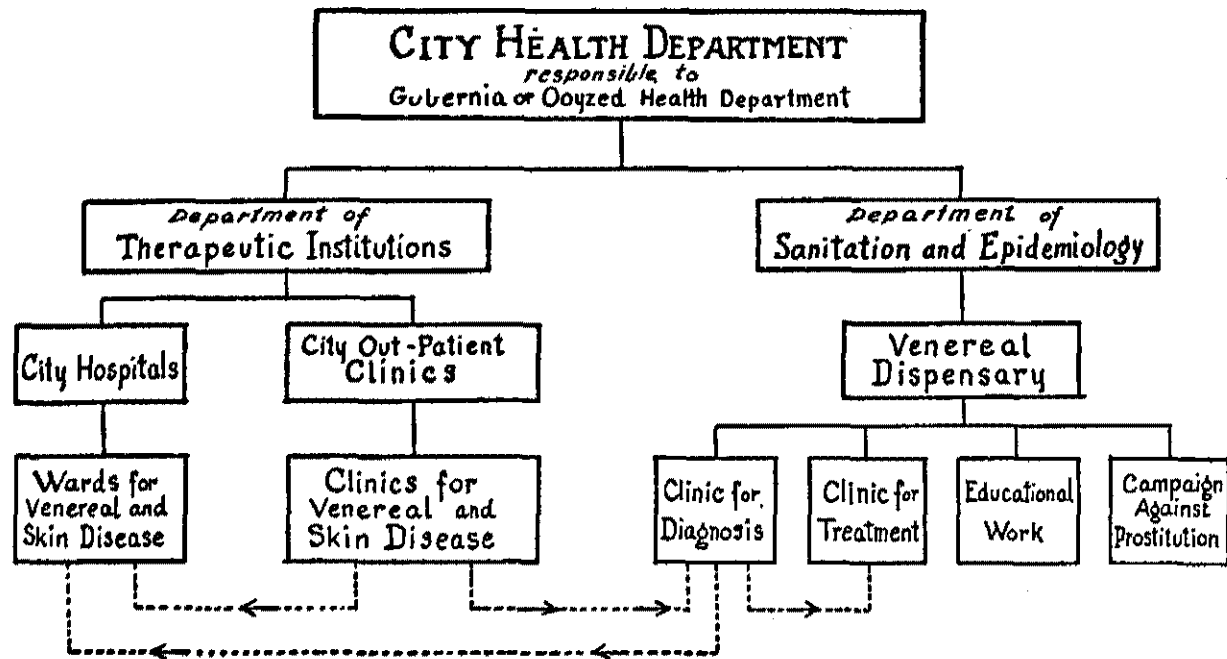 CITY HEALTH DEPARTMENT
responsible to
Gubernia or Ooyzed Health Department
Department of
Therapeutic Institutions
Department of
Sanitation and Epidemiology
City Hospitals
City Out-Patient
Clinics
Venereal
Dispensary
Wards for
Venereal and
Skin Disease
Clinics for
Venereal and
Skin Disease
Clinic for
Diagnosis
Clinic for
Treatment
Educational
Work
Campaign
Against
Prostitution